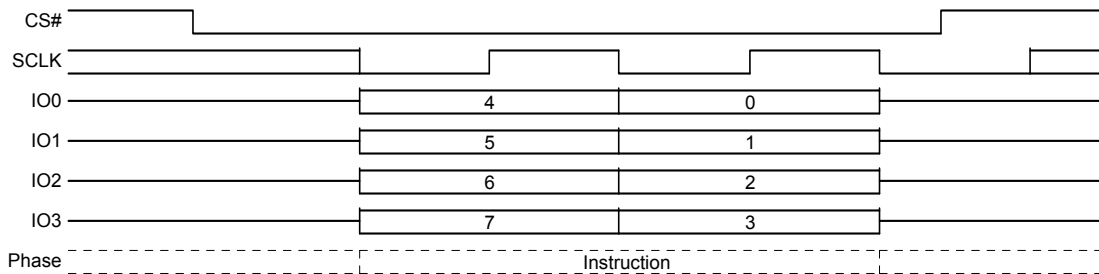 CS#
SCLK
IO0 4 0
IO1 5 1
IO2 6 2
IO3 7 3
Phase Instruction